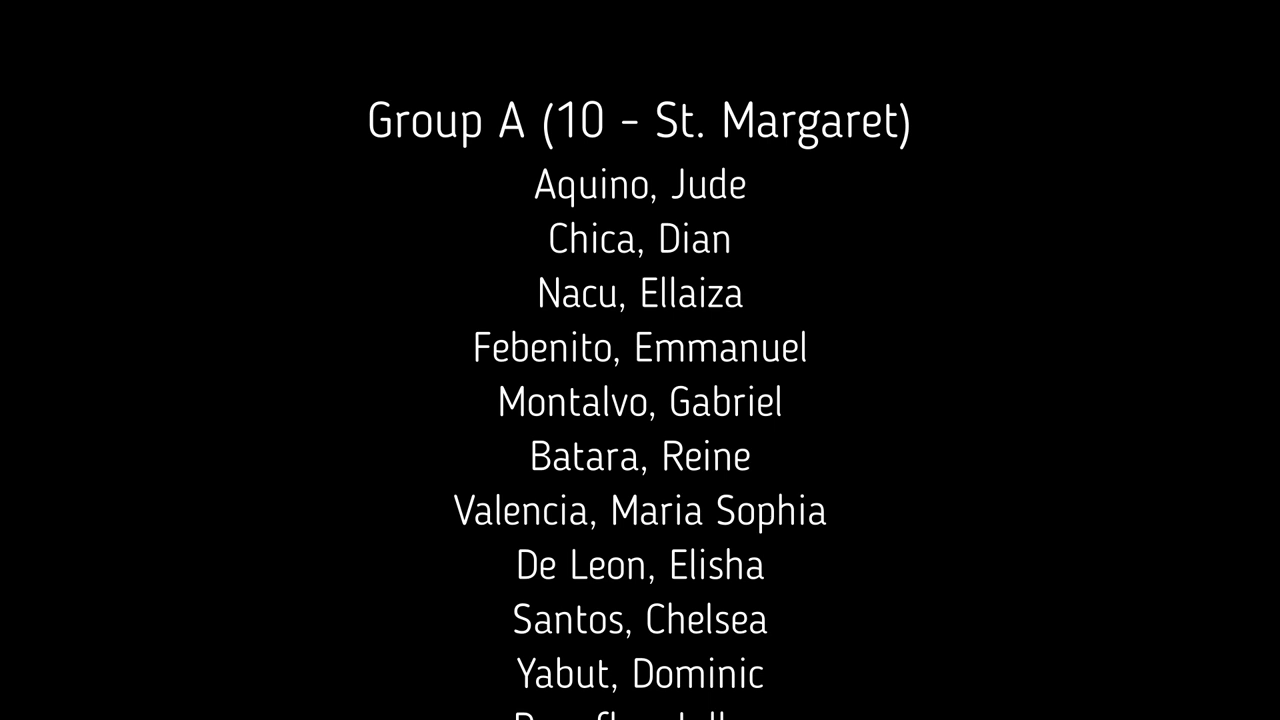 Group A (10 - St. Margaret)
Aquino, Jude
Chica, Dian
Nacu, Ellaiza
Febenito, Emmanuel
Montalvo, Gabriel
Batara, Reine
Valencia, Maria Sophia
De Leon, Elisha
Santos, Chelsea
Yabut, Dominic